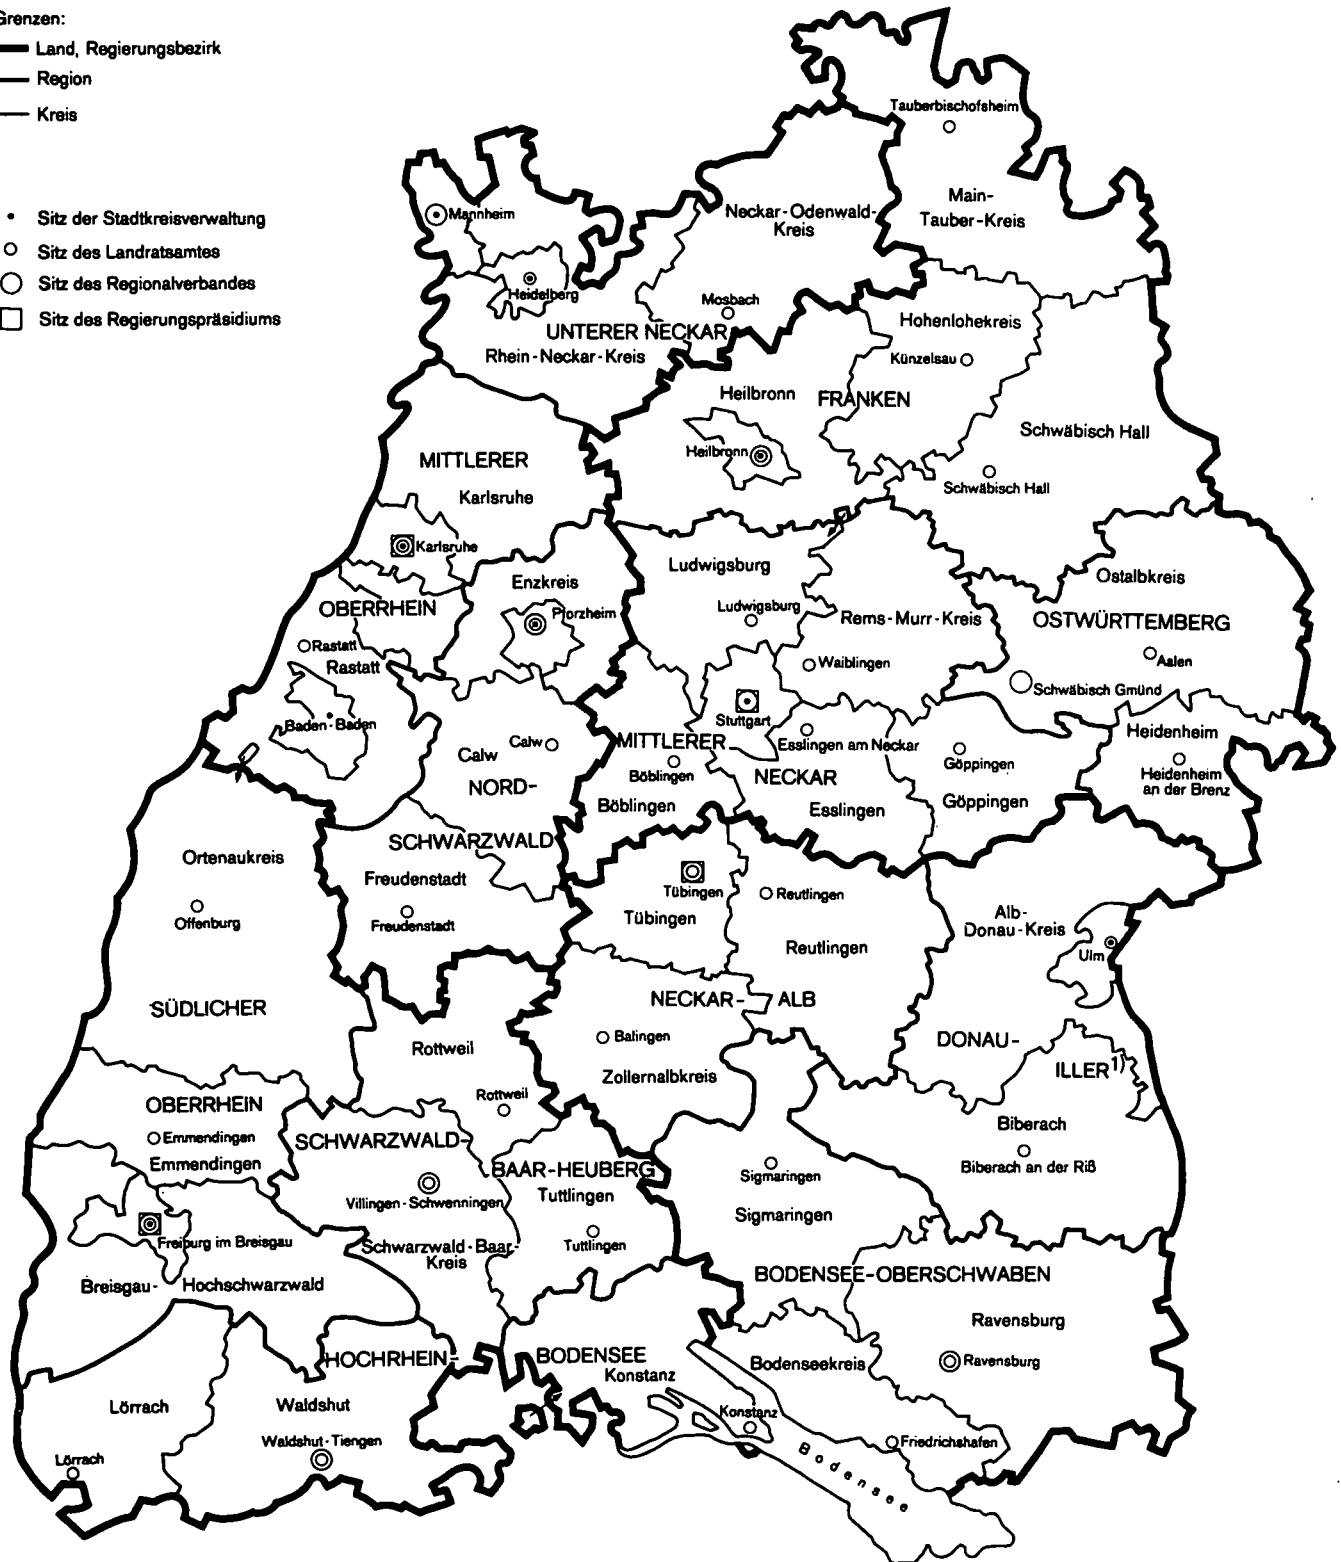 Grenzen:
Land, Regierungsbezirk
Region
Kreis
Sitz der Stadtkreisverwaltung
Sitz des Landratsamtes
Sitz des Regionalverbandes
Sitz des Regierungspräsidiums
Tauberbischofsheim
Main-
Tauber-Kreis
Mannheim
Neckar-Odenwald-
Kreis
Heidelberg
Mosbach
UNTERER NECKAR
Rhein-Neckar-Kreis
Hohenlohekreis
Künzelsau
Heilbronn
FRANKEN
Schwäbisch Hall
Heilbronn
Schwäbisch Hall
MITTLERER
Karlsruhe
Karlsruhe
OBERRHEIN
Enzkreis
Pforzheim
Rastatt
Rastatt
Baden-Baden
Ludwigsburg
Ludwigsburg
Rems-Murr-Kreis
Waiblingen
Ostalbkreis
OSTWÜRTTEMBERG
Aalen
Schwäbisch Gmünd
Stuttgart
MITTLERER
Esslingen am Neckar
Böblingen
NECKAR
Böblingen
Esslingen
Göppingen
Göppingen
Heidenheim
Heidenheim
an der Brenz
Calw
Calw
NORD-
SCHWARZWALD
Freudenstadt
Freudenstadt
Ortenaukreis
Offenburg
SÜDLICHER
Tübingen
Tübingen
Reutlingen
Reutlingen
Alb-
Donau-Kreis
Ulm
NECKAR-
ALB
Balingen
Zollernalbkreis
DONAU-
ILLER¹⁾
Rottweil
Rottweil
OBERRHEIN
Emmendingen
Emmendingen
SCHWARZWALD-
BAAR-HEUBERG
Villingen-Schwenningen
Tuttlingen
Tuttlingen
Schwarzwald-Baar-
Kreis
Biberach
Biberach an der Riß
Sigmaringen
Sigmaringen
Freiburg im Breisgau
Breisgau-
Hochschwarzwald
BODENSEE-OBERSCHWABEN
Ravensburg
Ravensburg
HOCHRHEIN-
BODENSEE
Konstanz
Bodenseekreis
Lörrach
Lörrach
Waldshut
Waldshut-Tiengen
Konstanz
Friedrichshafen
Bodensee